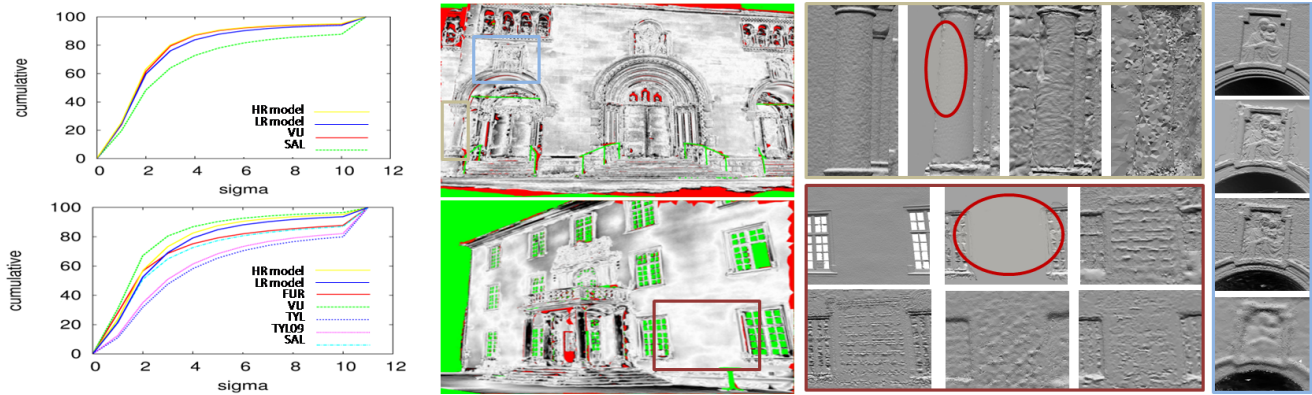 100
80
60
40
20
0
cumulative
HR model
LR model
VU
SAL
0 2 4 6 8 10 12
sigma
100
80
60
40
20
0
cumulative
HR model
LR model
FUR
VU
TYL
TYL09
SAL
0 2 4 6 8 10 12
sigma